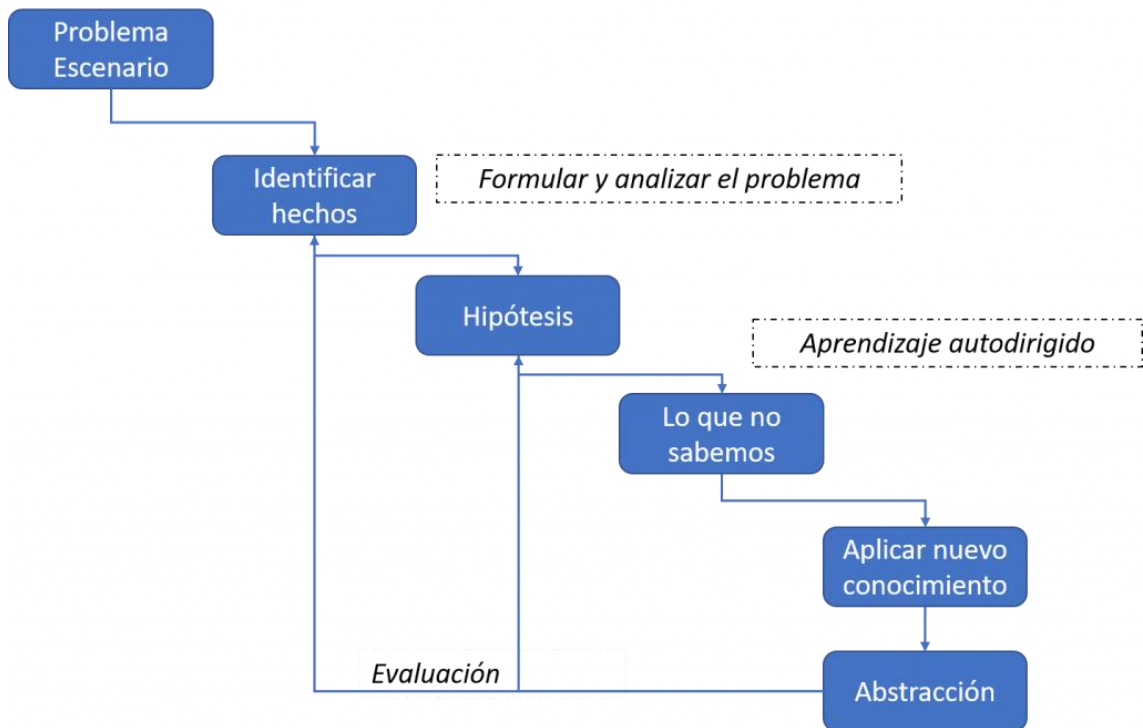 Problema
Escenario
Identificar
hechos
Formular y analizar el problema
Hipótesis
Aprendizaje autodirigido
Lo que no
sabemos
Aplicar nuevo
conocimiento
Evaluación
Abstracción